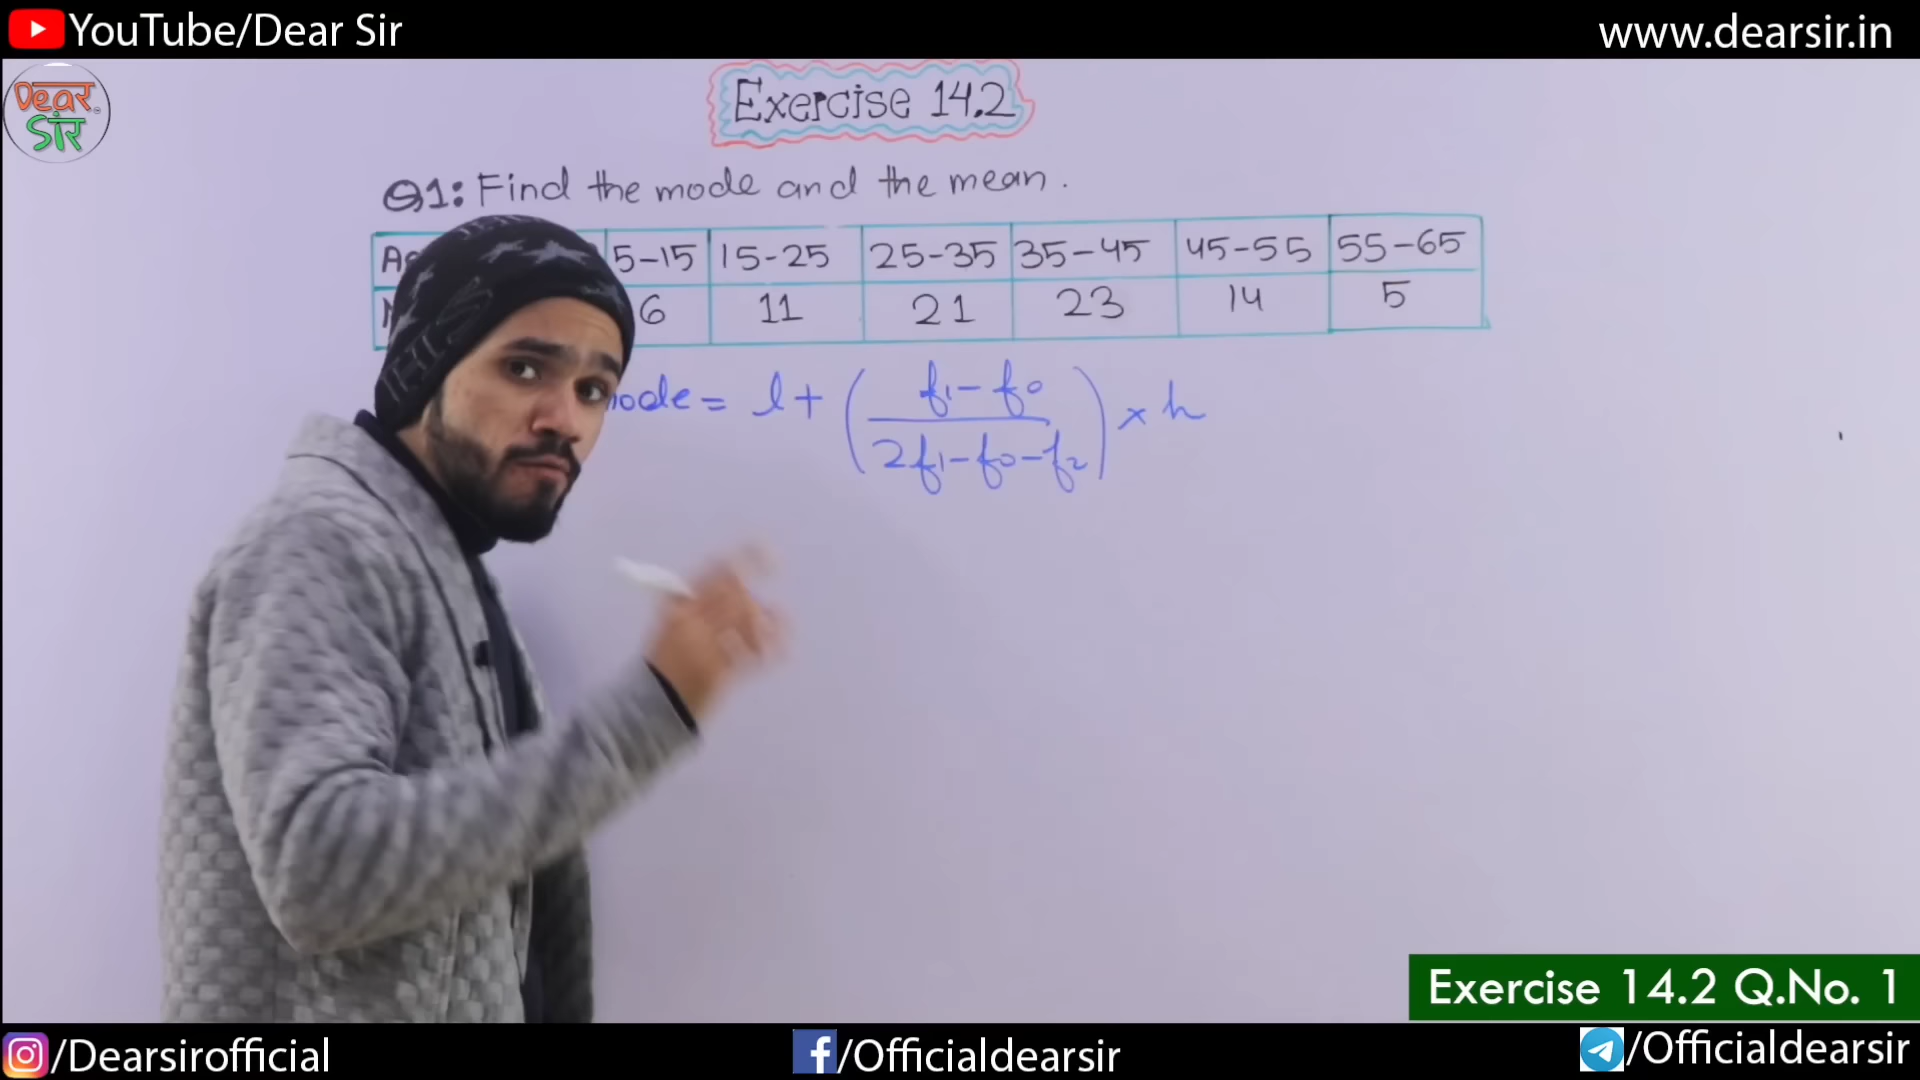 YouTube/Dear Sir
www.dearsir.in
Dear
सिर
Exercise 14.2
Q1: Find the mode and the mean.
5-15 15-25 25-35 35-45 45-55 55-65
6 11 21 23 14 5
mode = l + ( f₁ - f₀ / 2f₁ - f₀ - f₂ ) × h
Exercise 14.2 Q.No. 1
/Dearsirofficial
/Officialdearsir
/Officialdearsir